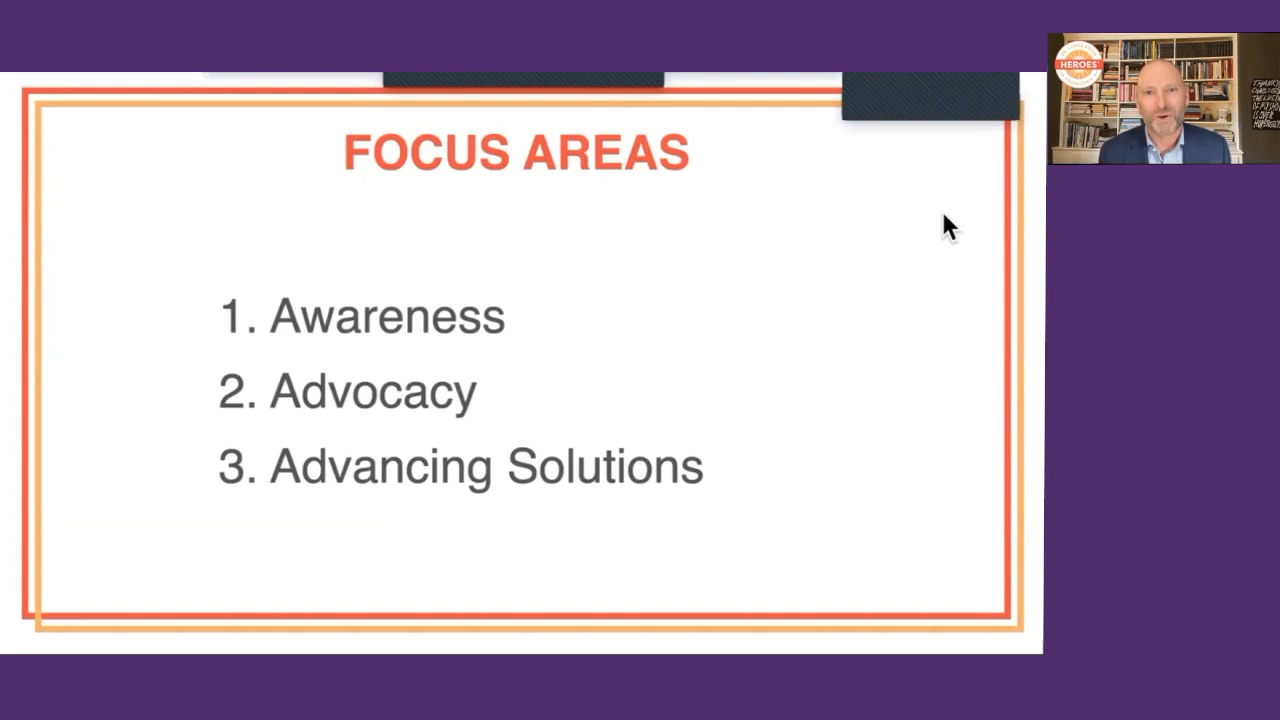 FOCUS AREAS
1. Awareness
2. Advocacy
3. Advancing Solutions
HEROES